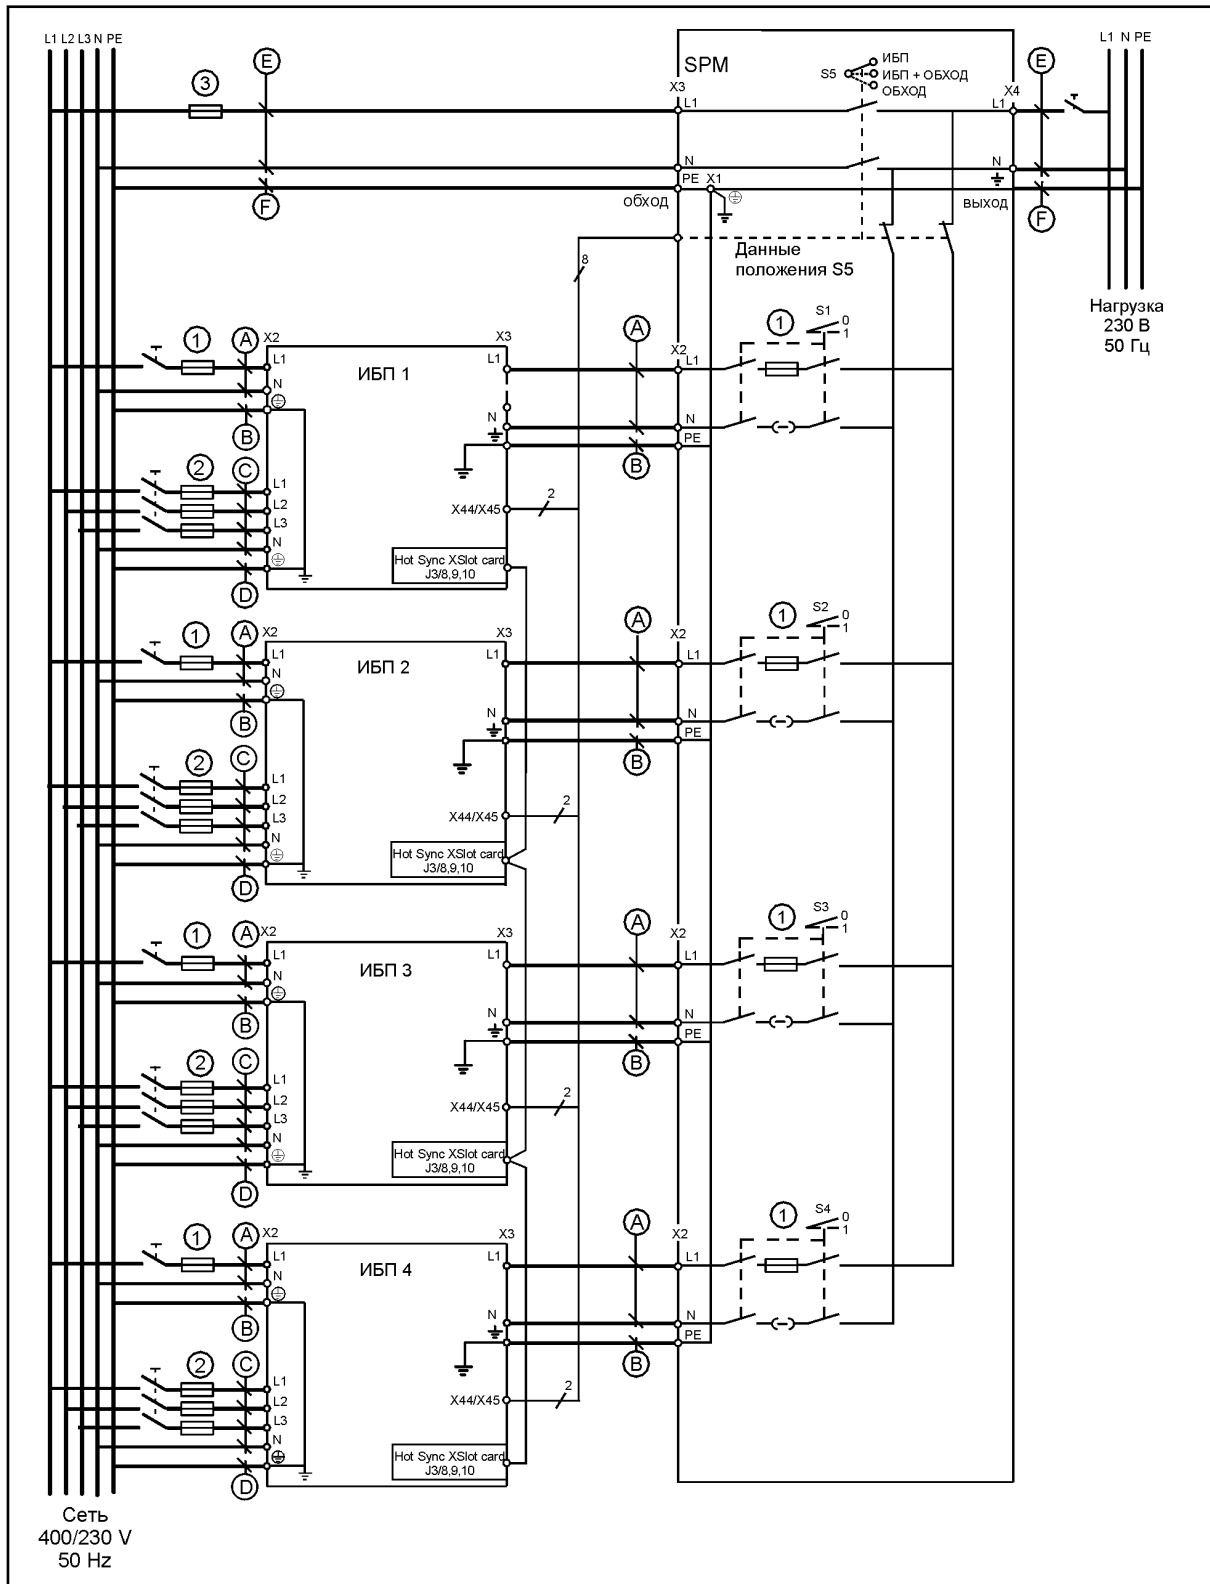 L1 L2 L3 N PE
E
3
SPM
S5
ИБП
ИБП + ОБХОД
ОБХОД
X3
L1
X4
L1
E
L1 N PE
N
N
PE X1
F
обход
выход
F
Данные
положения S5
8
Нагрузка
230 В
50 Гц
1
A
X2
X3
A
1
S1
0
1
L1
ИБП 1
L1
X2
L1
N
N
N
B
PE
B
2
C
L1
L2
X44/X45
2
L3
N
Hot Sync XSlot card
J3/8,9,10
D
1
A
X2
X3
A
1
S2
0
1
L1
ИБП 2
L1
X2
L1
N
N
N
B
PE
B
2
C
L1
L2
X44/X45
2
L3
N
Hot Sync XSlot card
J3/8,9,10
D
1
A
X2
X3
A
1
S3
0
1
L1
ИБП 3
L1
X2
L1
N
N
N
B
PE
B
2
C
L1
L2
X44/X45
2
L3
N
Hot Sync XSlot card
J3/8,9,10
D
1
A
X2
X3
A
1
S4
0
1
L1
ИБП 4
L1
X2
L1
N
N
N
B
PE
B
2
C
L1
L2
X44/X45
2
L3
N
Hot Sync XSlot card
J3/8,9,10
D
Сеть
400/230 V
50 Hz